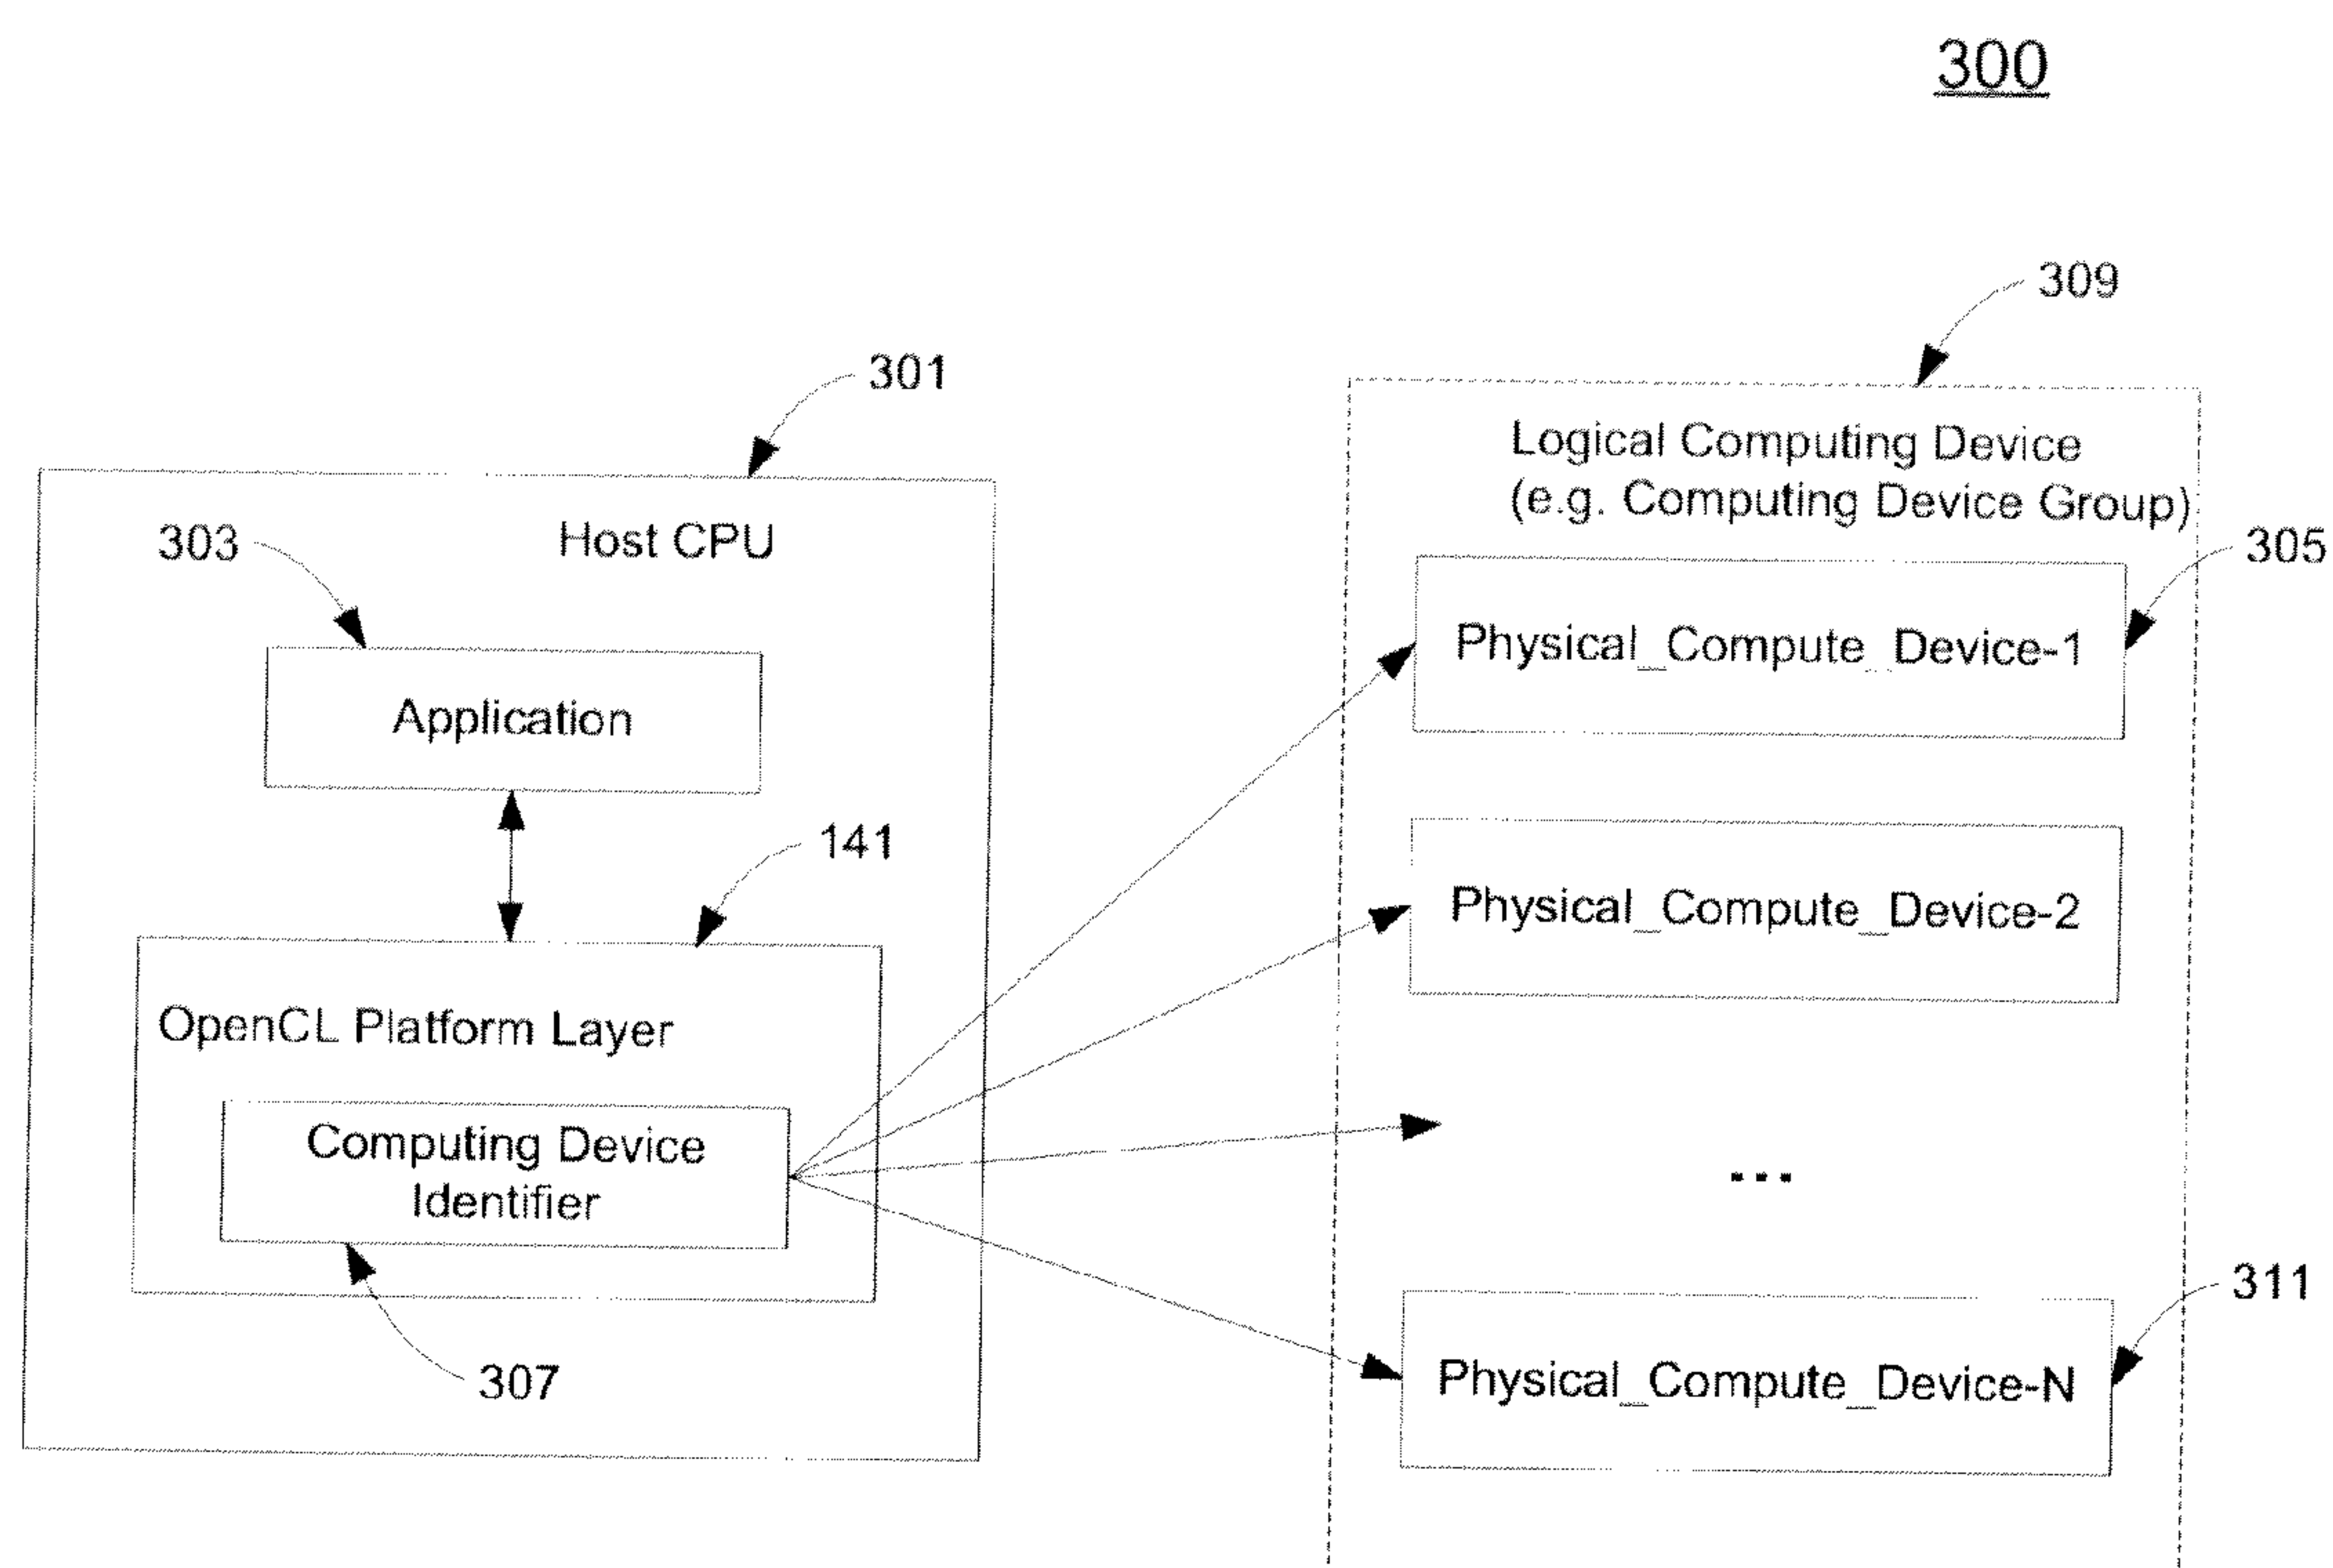 300
309
301
Logical Computing Device
(e.g. Computing Device Group)
303
Host CPU
305
Physical_Compute_Device-1
Application
141
Physical_Compute_Device-2
OpenCL Platform Layer
Computing Device
Identifier
...
311
307
Physical_Compute_Device-N